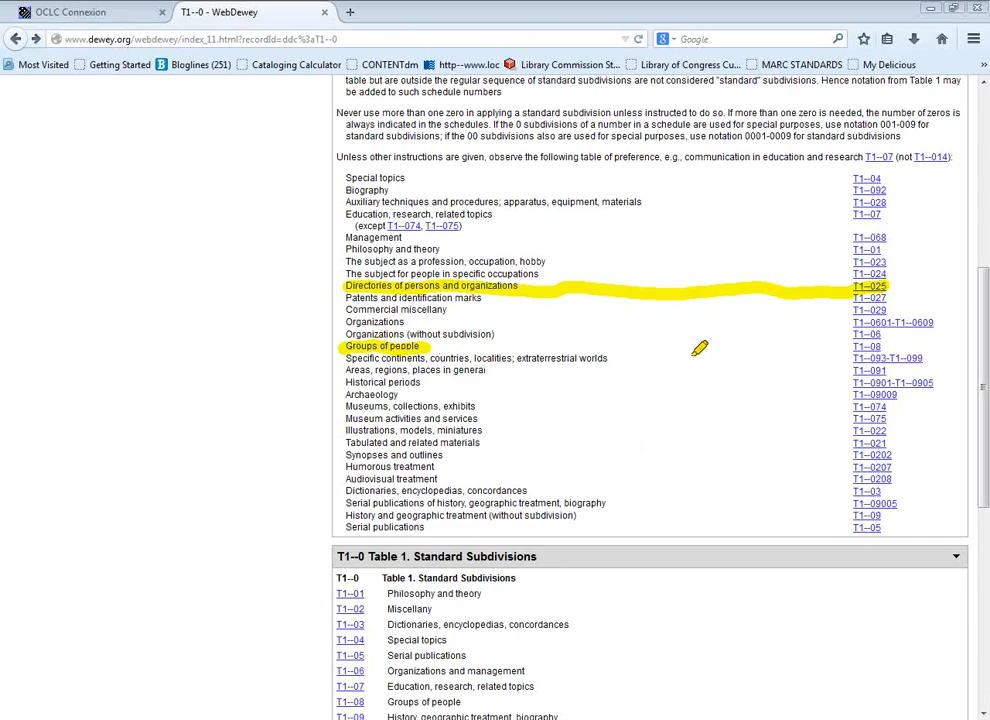 OCLC Connexion × T1--0 - WebDewey × +
www.dewey.org/webdewey/index_11.html?recordId=ddc%3aT1--0 Google
Most Visited Getting Started Bloglines (251) Cataloging Calculator CONTENTdm http--www.loc Library Commission St... Library of Congress Cu... MARC STANDARDS My Delicious »
table but are outside the regular sequence of standard subdivisions are not considered "standard" subdivisions. Hence notation from Table 1 may
be added to such schedule numbers
Never use more than one zero in applying a standard subdivision unless instructed to do so. If more than one zero is needed, the number of zeros is
always indicated in the schedules. If the 0 subdivisions of a number in a schedule are used for special purposes, use notation 001-009 for
standard subdivisions; if the 00 subdivisions also are used for special purposes, use notation 0001-0009 for standard subdivisions
Unless other instructions are given, observe the following table of preference, e.g., communication in education and research T1--07 (not T1--014):
Special topics T1--04
Biography T1--092
Auxiliary techniques and procedures; apparatus, equipment, materials T1--028
Education, research, related topics T1--07
(except T1--074, T1--075)
Management T1--068
Philosophy and theory T1--01
The subject as a profession, occupation, hobby T1--023
The subject for people in specific occupations T1--024
Directories of persons and organizations T1--025
Patents and identification marks T1--027
Commercial miscellany T1--029
Organizations T1--0601-T1--0609
Organizations (without subdivision) T1--06
Groups of people T1--08
Specific continents, countries, localities; extraterrestrial worlds T1--093-T1--099
Areas, regions, places in general T1--091
Historical periods T1--0901-T1--0905
Archaeology T1--09009
Museums, collections, exhibits T1--074
Museum activities and services T1--075
Illustrations, models, miniatures T1--022
Tabulated and related materials T1--021
Synopses and outlines T1--0202
Humorous treatment T1--0207
Audiovisual treatment T1--0208
Dictionaries, encyclopedias, concordances T1--03
Serial publications of history, geographic treatment, biography T1--09005
History and geographic treatment (without subdivision) T1--09
Serial publications T1--05
T1--0 Table 1. Standard Subdivisions
T1--0 Table 1. Standard Subdivisions
T1--01 Philosophy and theory
T1--02 Miscellany
T1--03 Dictionaries, encyclopedias, concordances
T1--04 Special topics
T1--05 Serial publications
T1--06 Organizations and management
T1--07 Education, research, related topics
T1--08 Groups of people
T1--09 History, geographic treatment, biography